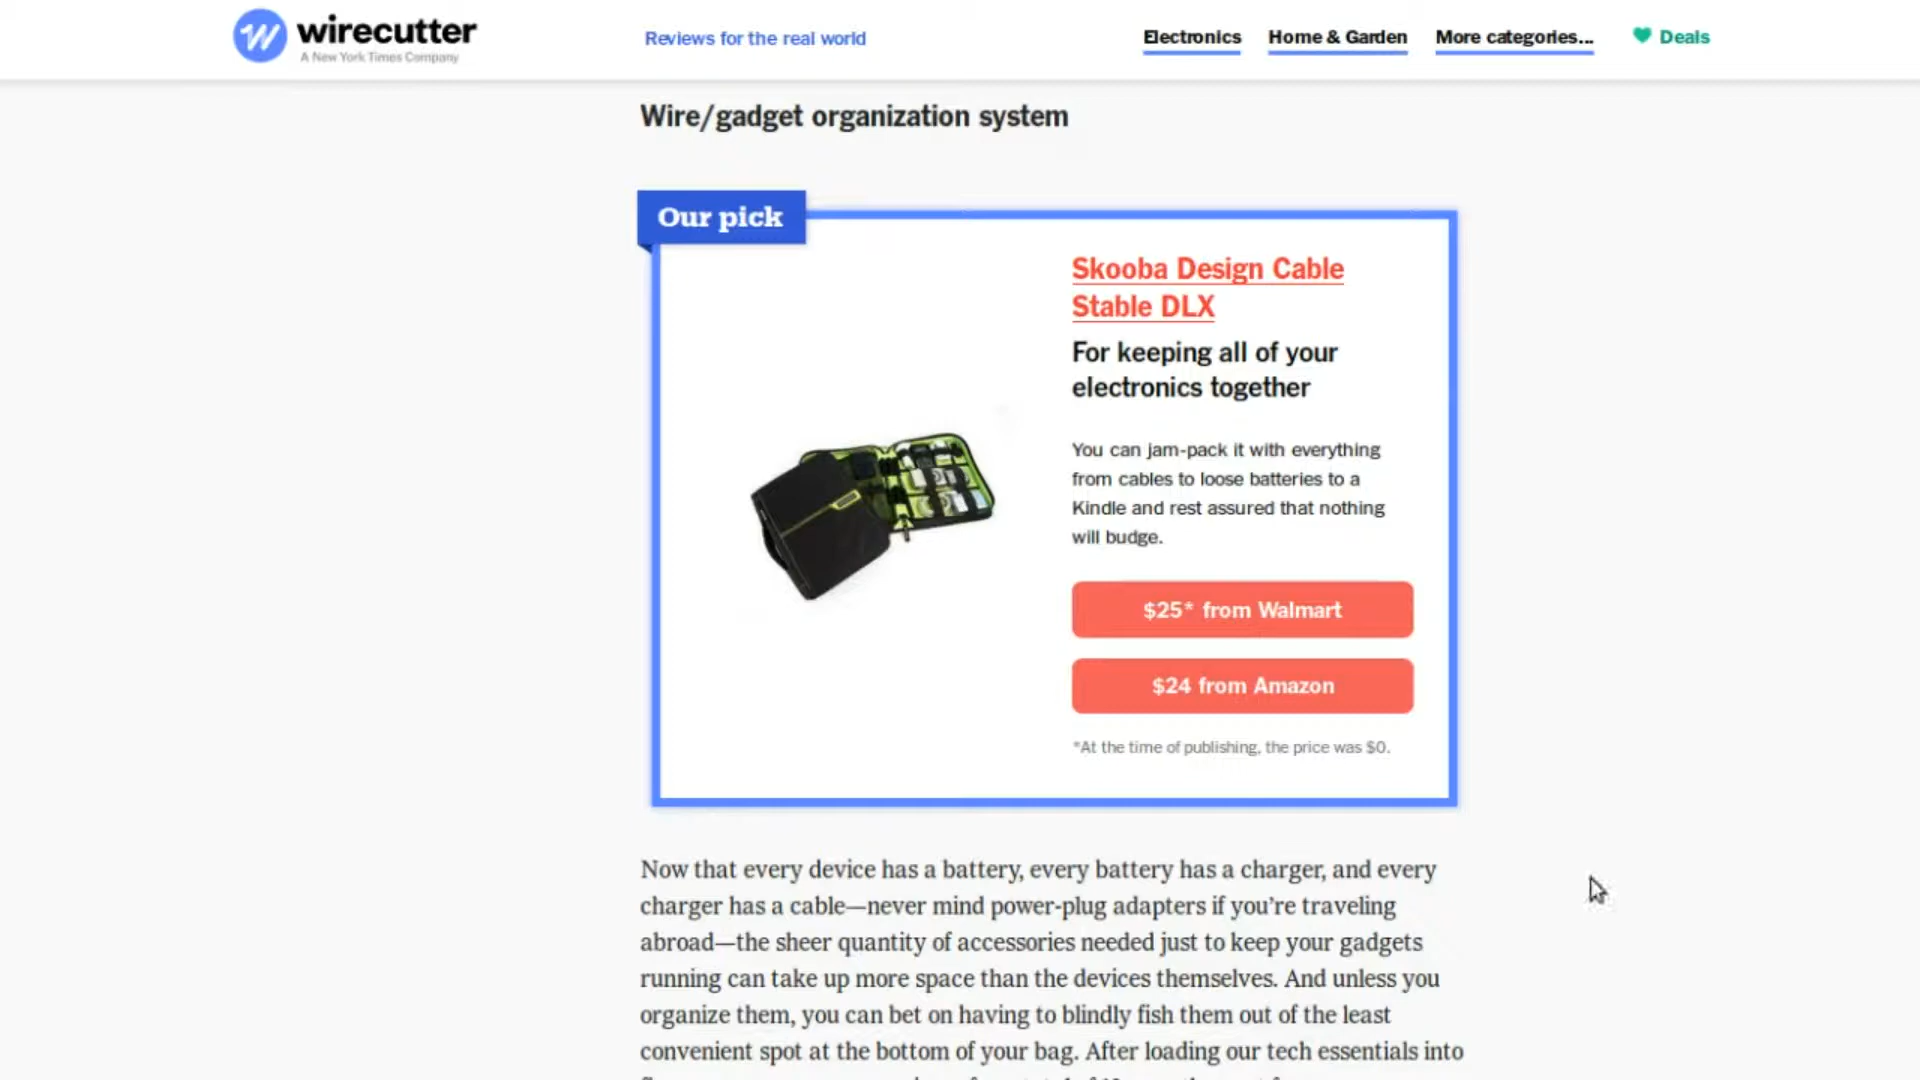 wirecutter
A New York Times Company
Reviews for the real world
Electronics
Home & Garden
More categories...
Deals
Wire/gadget organization system
Our pick
Skooba Design Cable
Stable DLX
For keeping all of your
electronics together
You can jam-pack it with everything
from cables to loose batteries to a
Kindle and rest assured that nothing
will budge.
$25* from Walmart
$24 from Amazon
*At the time of publishing, the price was $0.
Now that every device has a battery, every battery has a charger, and every
charger has a cable—never mind power-plug adapters if you’re traveling
abroad—the sheer quantity of accessories needed just to keep your gadgets
running can take up more space than the devices themselves. And unless you
organize them, you can bet on having to blindly fish them out of the least
convenient spot at the bottom of your bag. After loading our tech essentials into